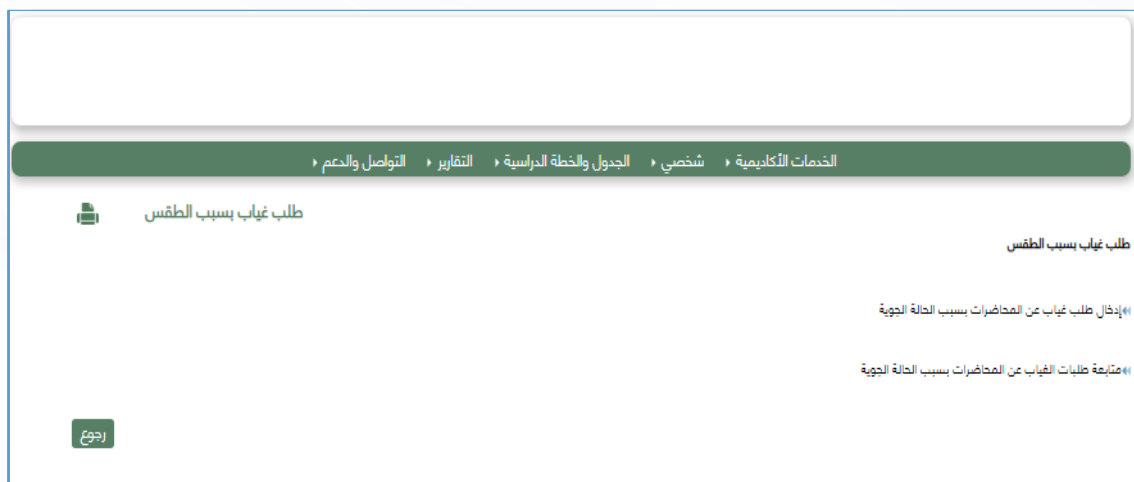 الخدمات الأكاديمية شخصي الجدول والخطة الدراسية التقارير التواصل والدعم
طلب غياب بسبب الطقس
طلب غياب بسبب الطقس
إدخال طلب غياب عن المحاضرات بسبب الحالة الجوية
متابعة طلبات الغياب عن المحاضرات بسبب الحالة الجوية
رجوع